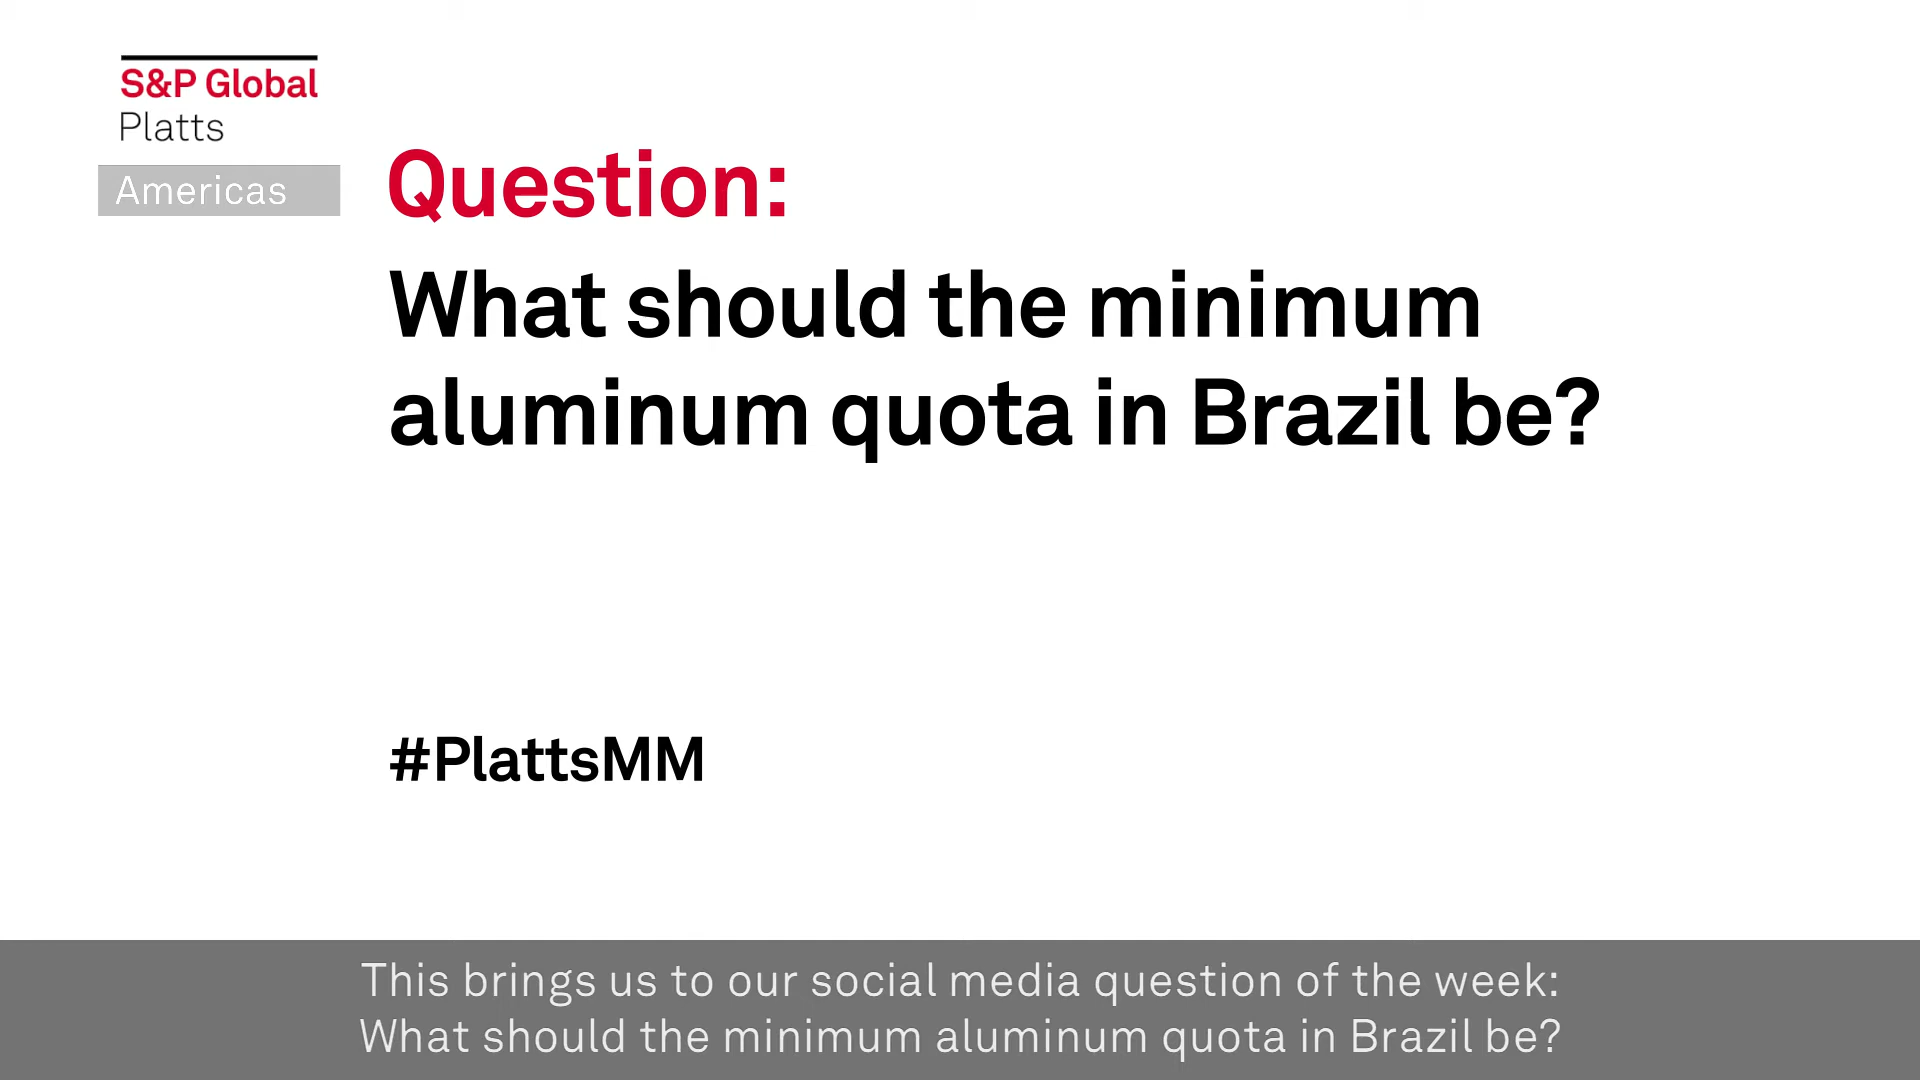 S&P Global
Platts
Americas
Question:
What should the minimum
aluminum quota in Brazil be?
#PlattsMM
This brings us to our social media question of the week:
What should the minimum aluminum quota in Brazil be?